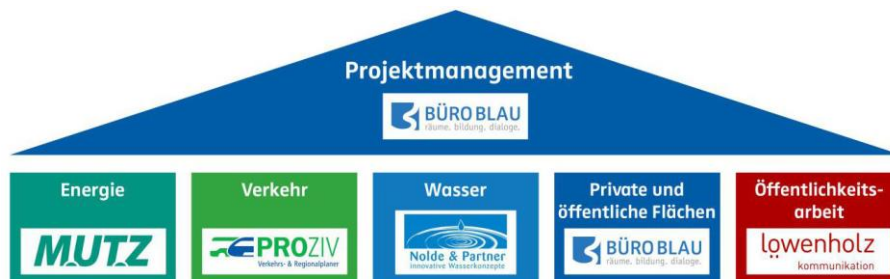 Projektmanagement
BÜRO BLAU
räume. bildung. dialoge.
Energie
M.U.T.Z
Verkehr
PROZIV
Verkehrs- & Regionalplaner
Wasser
Nolde & Partner
innovative Wasserkonzepte
Private und
öffentliche Flächen
BÜRO BLAU
räume. bildung. dialoge.
Öffentlichkeits-
arbeit
löwenholz
kommunikation